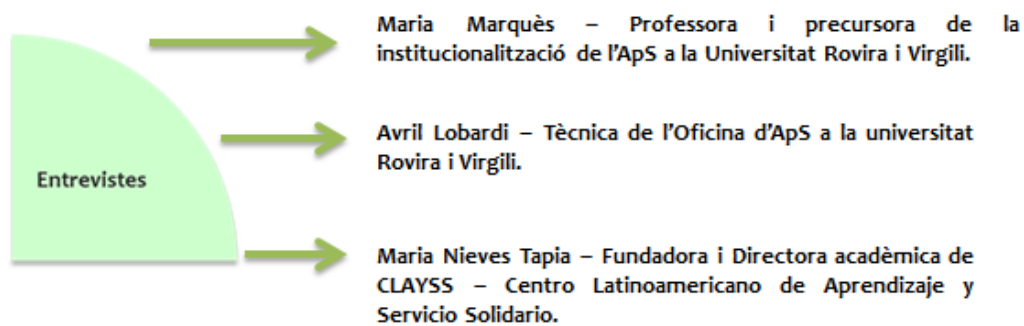 Maria Marquès – Professora i precursora de la
institucionalització de l'ApS a la Universitat Rovira i Virgili.
Avril Lobardi – Tècnica de l'Oficina d'ApS a la universitat
Rovira i Virgili.
Entrevistes
Maria Nieves Tapia – Fundadora i Directora acadèmica de
CLAYSS – Centro Latinoamericano de Aprendizaje y
Servicio Solidario.